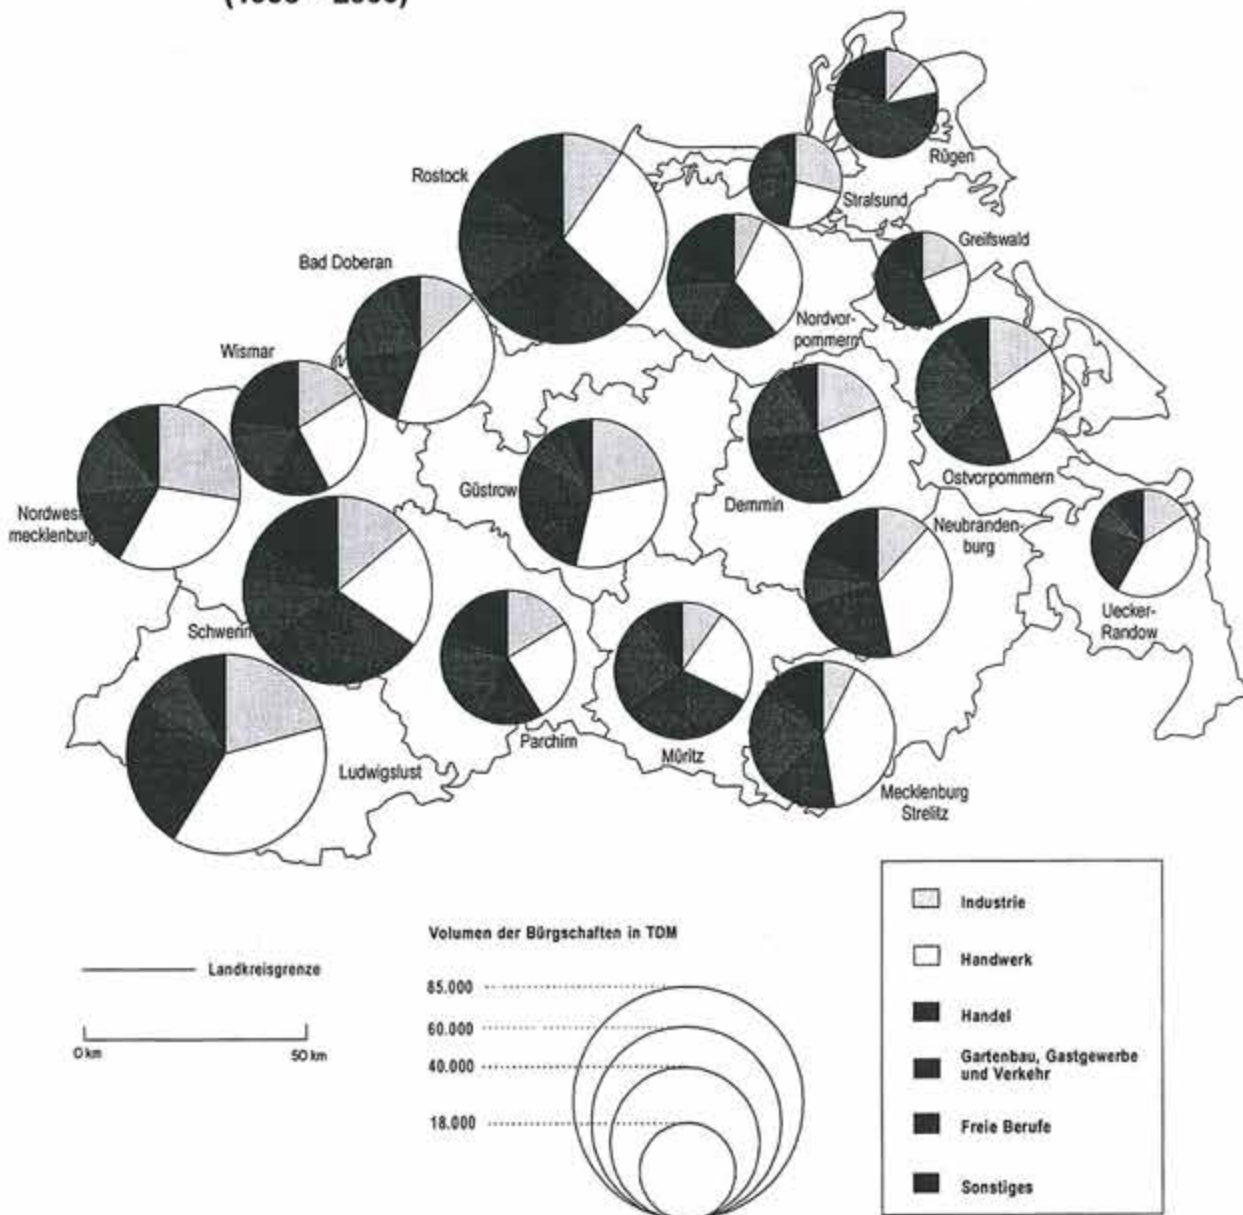 Rügen
Rostock
Stralsund
Greifswald
Bad Doberan
Nordvor-
pommern
Wismar
Ostvorpommern
Güstrow
Demmin
Nordwest
mecklenburg
Neubranden-
burg
Uecker-
Randow
Schwerin
Parchim
Müritz
Ludwigslust
Mecklenburg
Strelitz
Landkreisgrenze
0 km 50 km
Volumen der Bürgschaften in TDM
85.000
60.000
40.000
18.000
Industrie
Handwerk
Handel
Gartenbau, Gastgewerbe
und Verkehr
Freie Berufe
Sonstiges